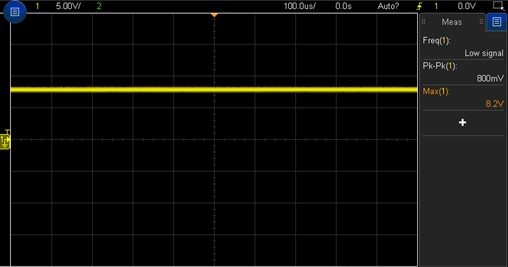 1 5.00V/ 2 100.0us/ 0.0s Auto? 1 0.0V
Meas
Freq(1):
Low signal
Pk-Pk(1):
800mV
Max(1):
8.2V